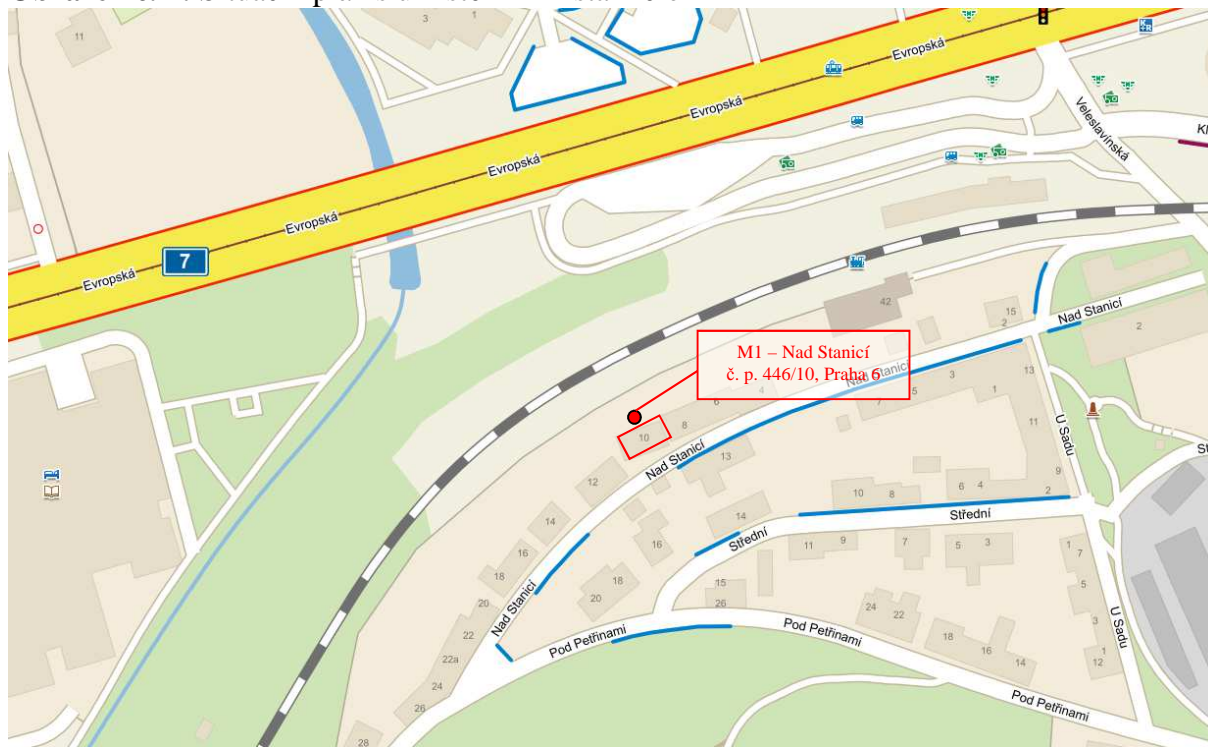 11
3
1
Evropská
Evropská
Evropská
Evropská
Evropská
Evropská
7
K+R
Veleslavínská
Kl
42
15
2
Nad Stanicí
2
M1 – Nad Stanicí
č. p. 446/10, Praha 6
Nad Stanicí
6
4
7
5
3
1
13
11
9
2
U Sadu
8
10
Nad Stanicí
13
12
14
16
18
20
22
22a
24
26
28
Nad Stanicí
14
16
18
20
10
8
6
4
Střední
Střední
11
9
7
5
3
15
26
1
7
5
3
1
12
U Sadu
St
24
22
18
16
14
Pod Petřinami
Pod Petřinami
Pod Petřinami